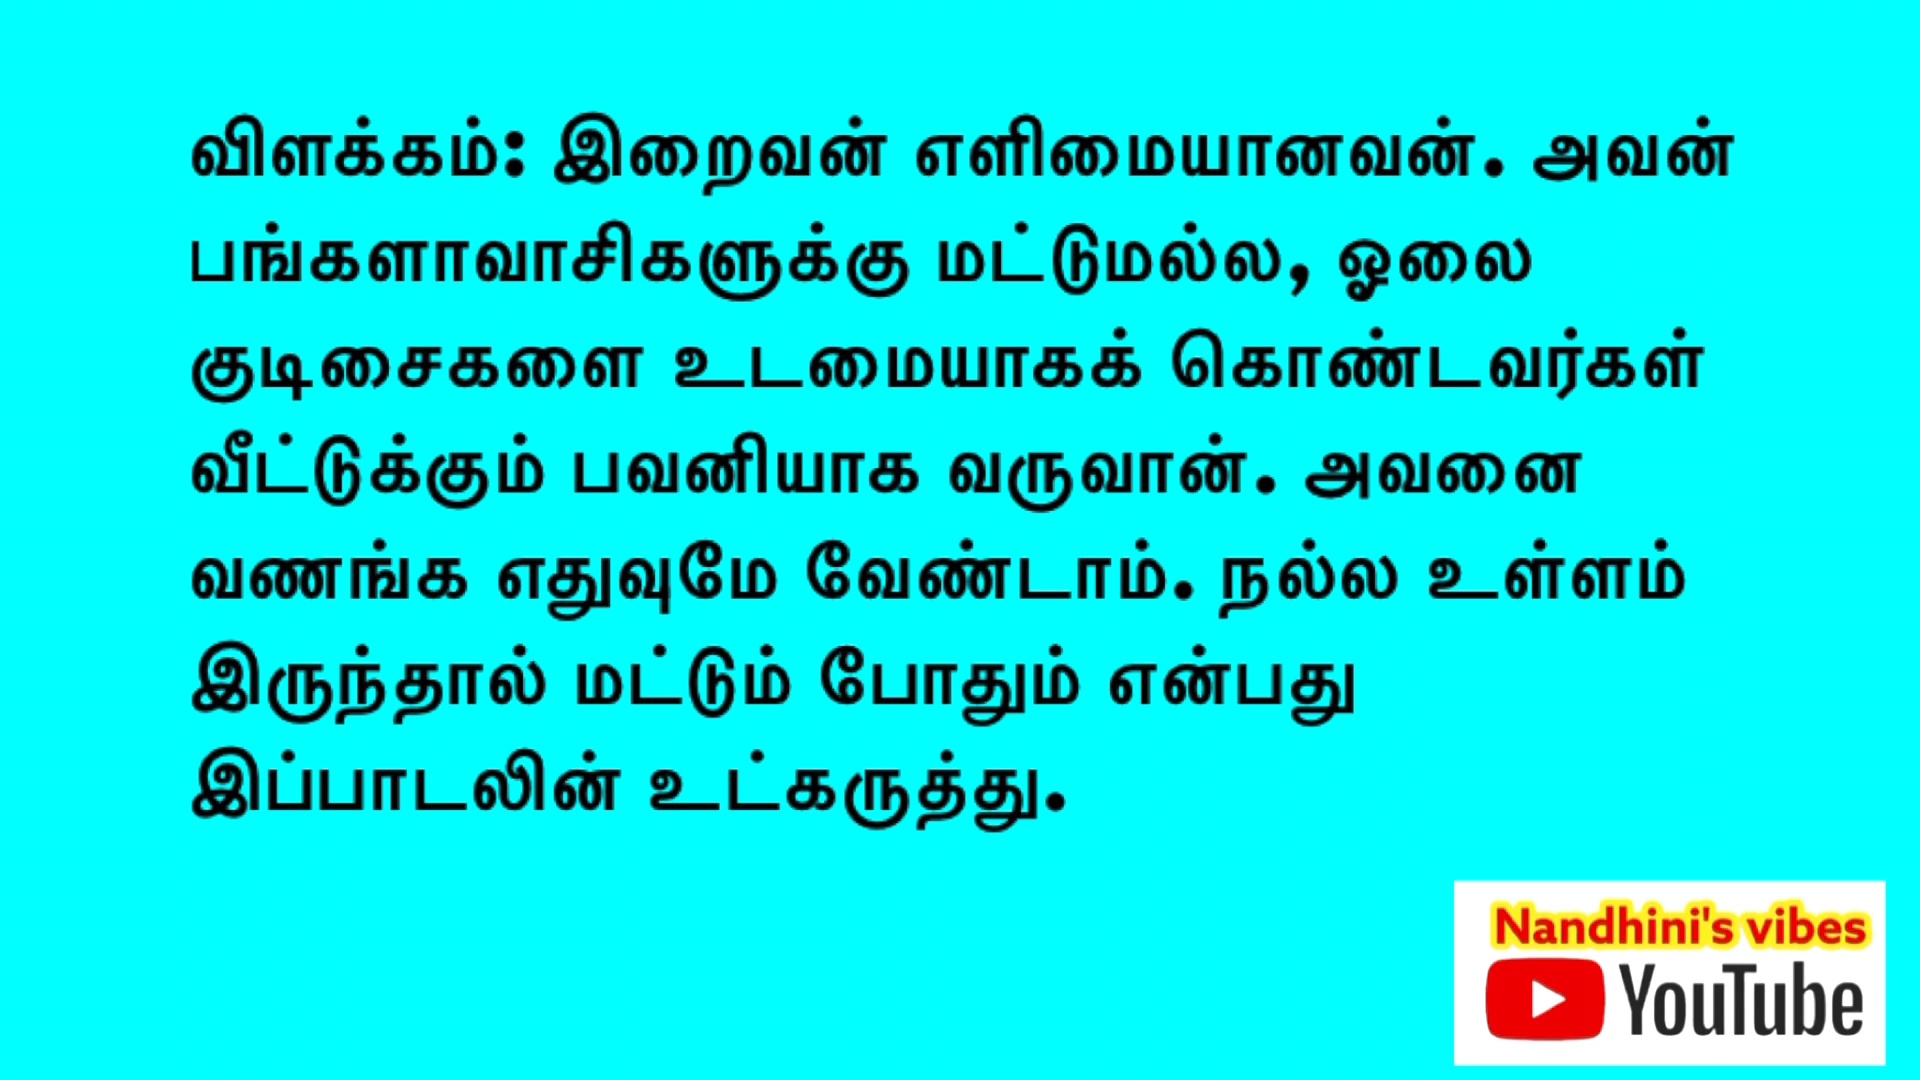 விளக்கம்: இறைவன் எளிமையானவன். அவன்
பங்களாவாசிகளுக்கு மட்டுமல்ல, ஓலை
குடிசைகளை உடமையாகக் கொண்டவர்கள்
வீட்டுக்கும் பவனியாக வருவான். அவனை
வணங்க எதுவுமே வேண்டாம். நல்ல உள்ளம்
இருந்தால் மட்டும் போதும் என்பது
இப்பாடலின் உட்கருத்து.
Nandhini's vibes
YouTube